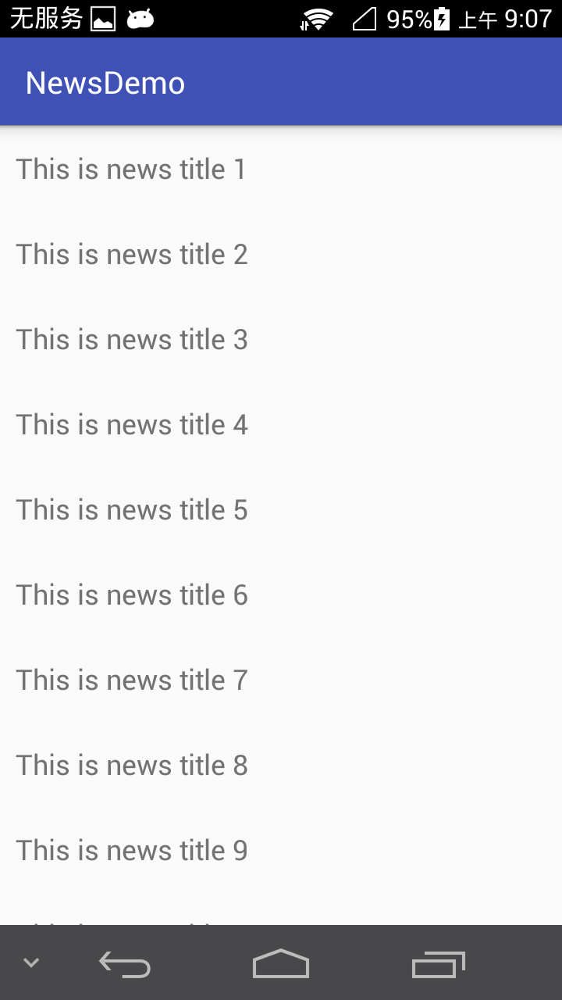 无服务 95% 上午 9:07
NewsDemo
This is news title 1
This is news title 2
This is news title 3
This is news title 4
This is news title 5
This is news title 6
This is news title 7
This is news title 8
This is news title 9